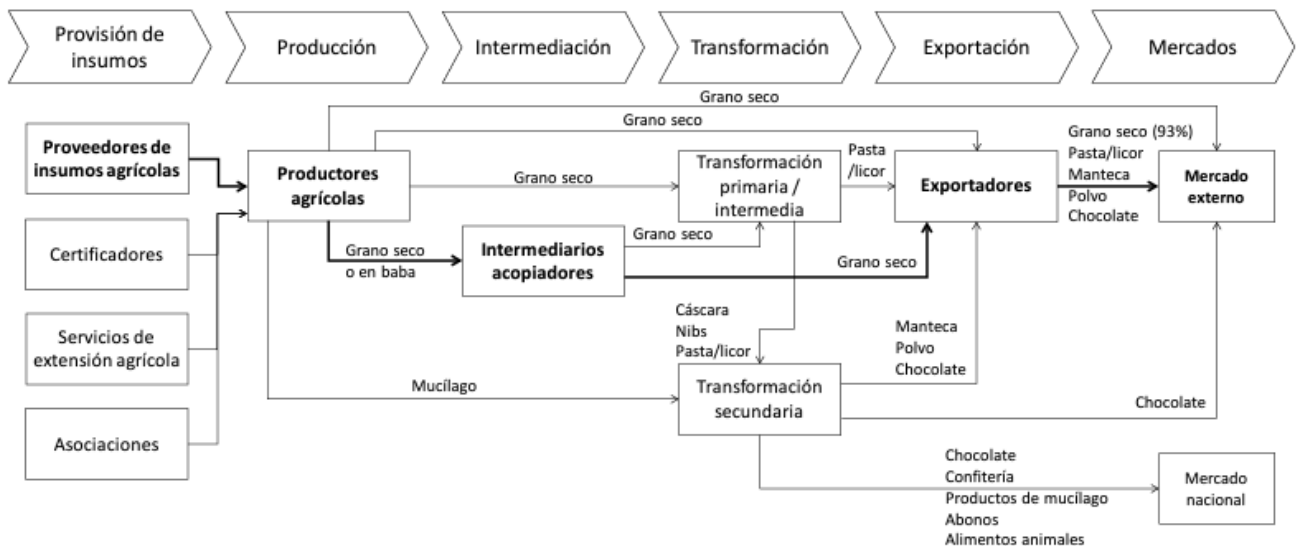 Provisión de
insumos
Producción
Intermediación
Transformación
Exportación
Mercados
Grano seco
Grano seco
Proveedores de
insumos agrícolas
Productores
agrícolas
Grano seco
Transformación
primaria /
intermedia
Pasta
/licor
Exportadores
Grano seco (93%)
Pasta/licor
Manteca
Polvo
Chocolate
Mercado
externo
Certificadores
Grano seco
o en baba
Intermediarios
acopiadores
Grano seco
Grano seco
Servicios de
extensión agrícola
Cáscara
Nibs
Pasta/licor
Manteca
Polvo
Chocolate
Mucílago
Transformación
secundaria
Chocolate
Asociaciones
Chocolate
Confitería
Productos de mucílago
Abonos
Alimentos animales
Mercado
nacional